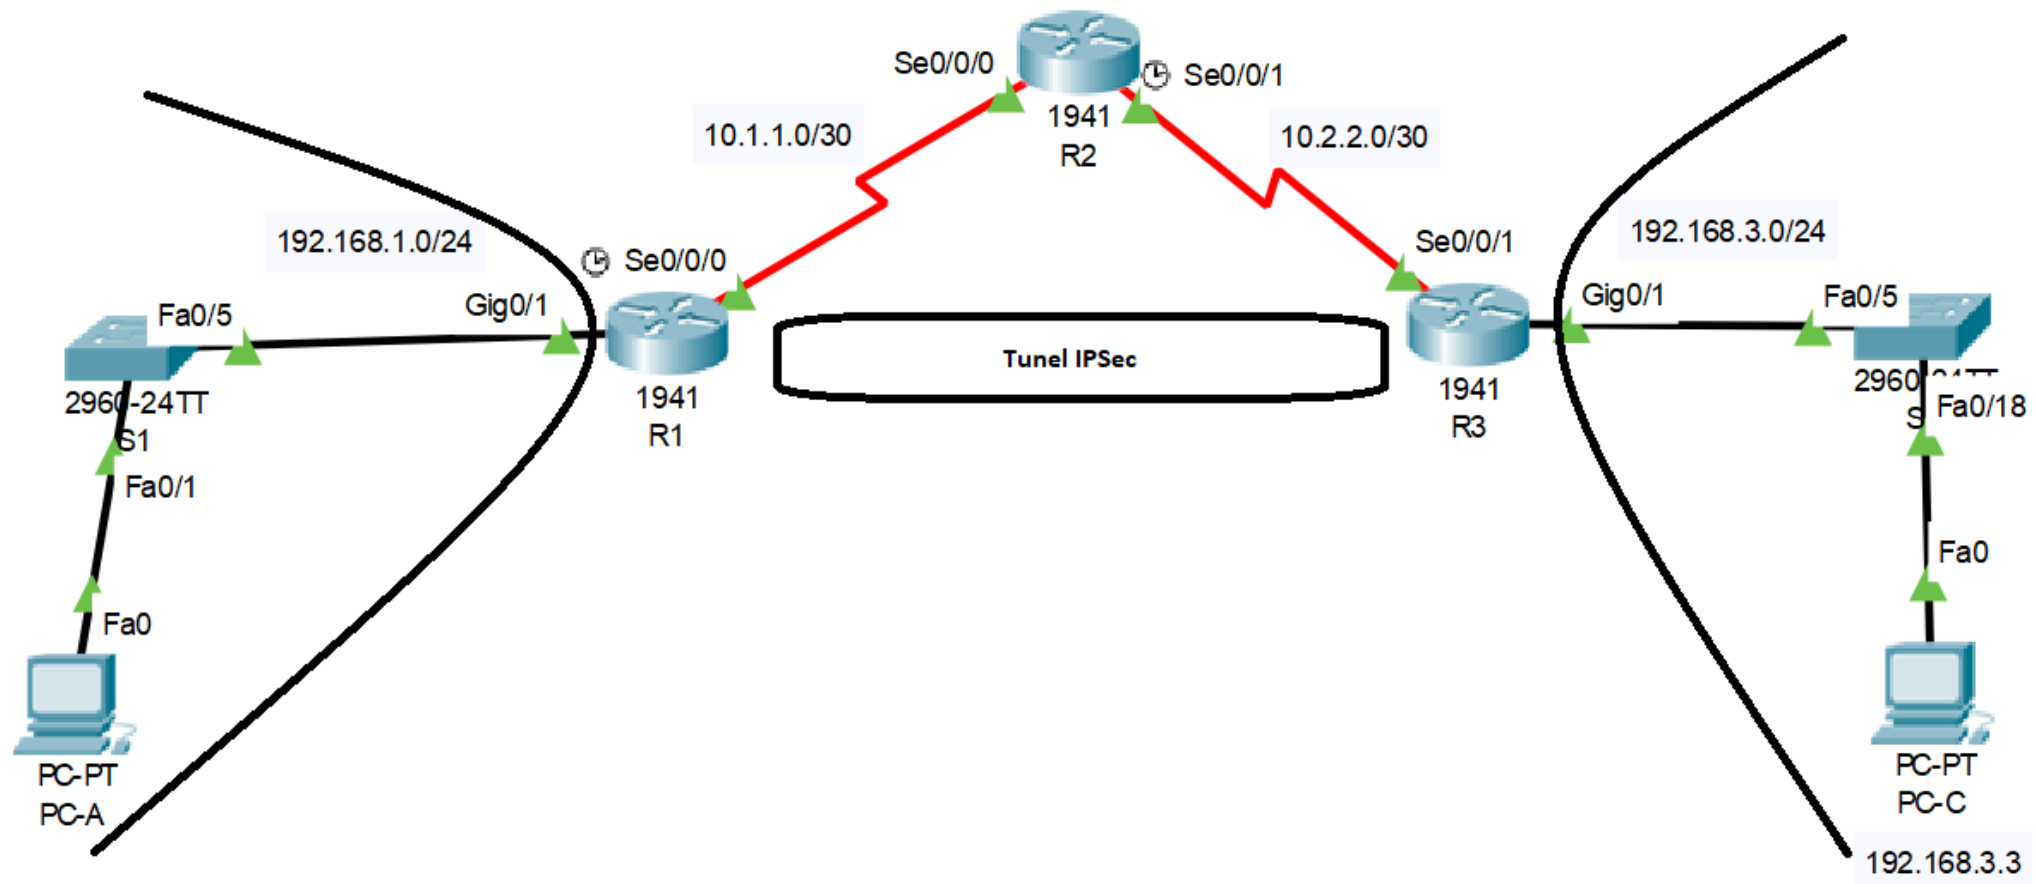 Se0/0/0
Se0/0/1
1941
R2
10.1.1.0/30
10.2.2.0/30
192.168.1.0/24
Se0/0/0
Se0/0/1
192.168.3.0/24
Fa0/5
Gig0/1
1941
R1
Tunel IPSec
1941
R3
Gig0/1
Fa0/5
2960-24TT
S1
Fa0/1
Fa0
PC-PT
PC-A
Fa0/18
Fa0
PC-PT
PC-C
192.168.3.3